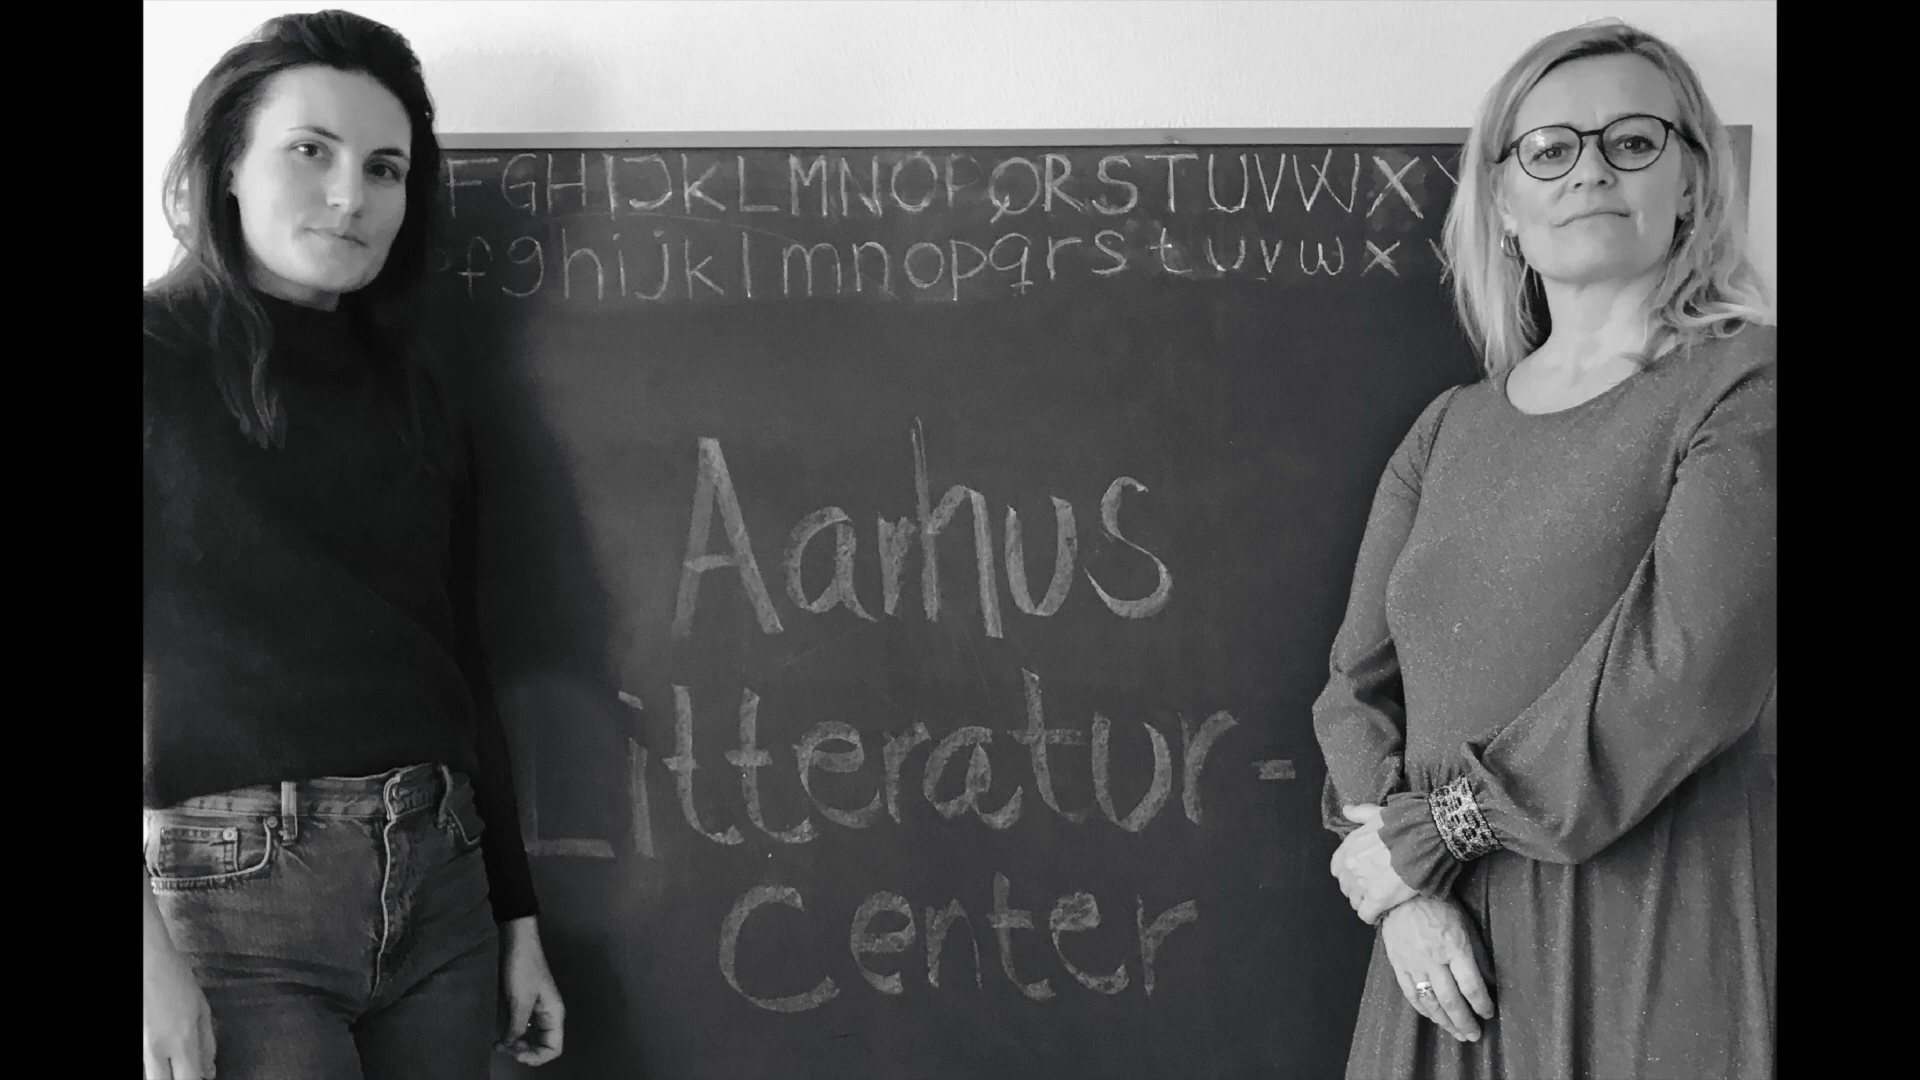 FGHIJKLMNOPQRSTUVWXY
fghijklmnopqrstuvwxy
Aarhus
Litteratur-
Center